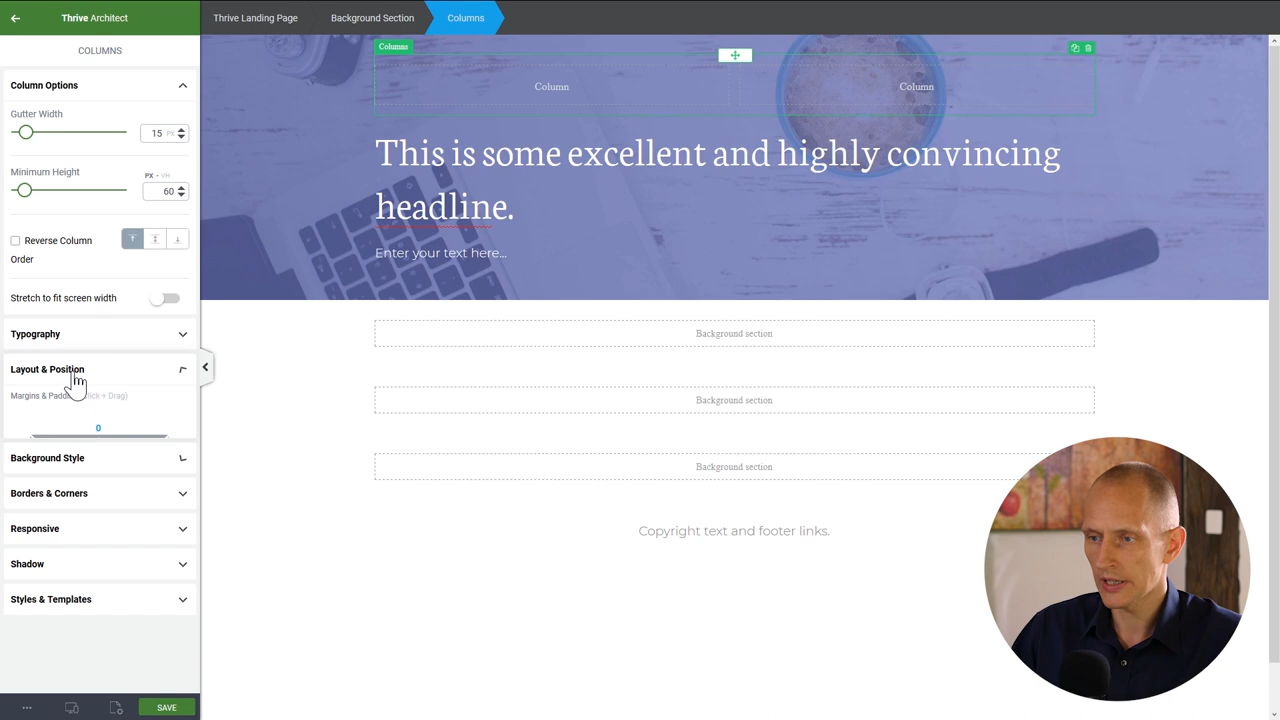 Thrive Architect
Thrive Landing Page
Background Section
Columns
COLUMNS
Column Options
Gutter Width
15 PX
Minimum Height
PX - VH
60
Reverse Column
Order
Stretch to fit screen width
Typography
Layout & Position
Margins & Padd ick + Drag)
0
Background Style
Borders & Corners
Responsive
Shadow
Styles & Templates
SAVE
Columns
Column
Column
This is some excellent and highly convincing
headline.
Enter your text here...
Background section
Background section
Background section
Copyright text and footer links.